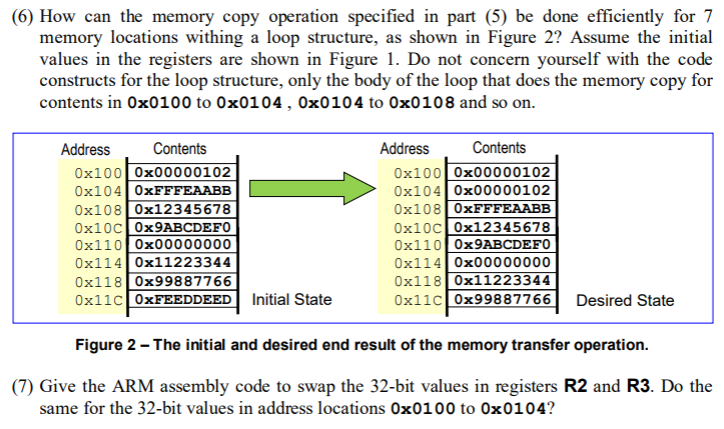 (6) How can the memory copy operation specified in part (5) be done efficiently for 7
memory locations withing a loop structure, as shown in Figure 2? Assume the initial
values in the registers are shown in Figure 1. Do not concern yourself with the code
constructs for the loop structure, only the body of the loop that does the memory copy for
contents in 0x0100 to 0x0104 , 0x0104 to 0x0108 and so on.
Address Contents Address Contents
0x100 0x00000102 0x100 0x00000102
0x104 0xFFFEAABB 0x104 0x00000102
0x108 0x12345678 0x108 0xFFFEAABB
0x10C 0x9ABCDEF0 0x10C 0x12345678
0x110 0x00000000 0x110 0x9ABCDEF0
0x114 0x11223344 0x114 0x00000000
0x118 0x99887766 0x118 0x11223344
0x11C 0xFEEDDEED Initial State 0x11C 0x99887766 Desired State
Figure 2 – The initial and desired end result of the memory transfer operation.
(7) Give the ARM assembly code to swap the 32-bit values in registers R2 and R3. Do the
same for the 32-bit values in address locations 0x0100 to 0x0104?